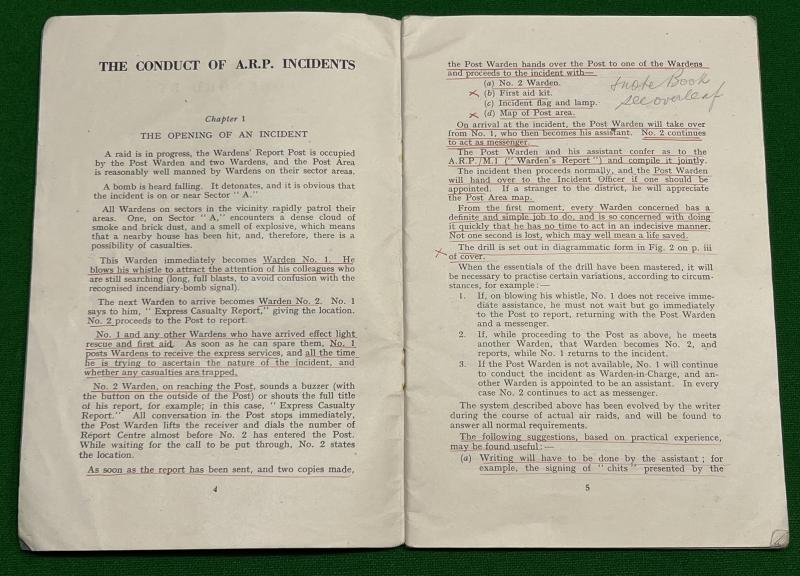 THE CONDUCT OF A.R.P. INCIDENTS
Chapter 1
THE OPENING OF AN INCIDENT
A raid is in progress, the Wardens' Report Post is occupied
by the Post Warden and two Wardens, and the Post Area
is reasonably well manned by Wardens on their sector areas.
A bomb is heard falling. It detonates, and it is obvious that
the incident is on or near Sector "A."
All Wardens on sectors in the vicinity rapidly patrol their
areas. One, on Sector "A," encounters a dense cloud of
smoke and brick dust, and a smell of explosive, which means
that a nearby house has been hit, and, therefore, there is a
possibility of casualties.
This Warden immediately becomes Warden No. 1. He
blows his whistle to attract the attention of his colleagues who
are still searching (long, full blasts, to avoid confusion with the
recognised incendiary-bomb signal).
The next Warden to arrive becomes Warden No. 2. No. 1
says to him, "Express Casualty Report," giving the location.
No. 2 proceeds to the Post to report.
No. 1 and any other Wardens who have arrived effect light
rescue and first aid. As soon as he can spare them, No. 1
posts Wardens to receive the express services, and all the time
he is trying to ascertain the nature of the incident, and
whether any casualties are trapped.
No. 2 Warden, on reaching the Post, sounds a buzzer (with
the button on the outside of the Post) or shouts the full title
of his report, for example; in this case, "Express Casualty
Report." All conversation in the Post stops immediately,
the Post Warden lifts the receiver and dials the number of
Report Centre almost before No. 2 has entered the Post.
While waiting for the call to be put through, No. 2 states
the location.
As soon as the report has been sent, and two copies made,
4
the Post Warden hands over the Post to one of the Wardens
and proceeds to the incident with—
(a) No. 2 Warden.
(b) First aid kit.
(c) Incident flag and lamp.
(d) Map of Post area.
+ note Book
see overleaf
On arrival at the incident, the Post Warden will take over
from No. 1, who then becomes his assistant. No. 2 continues
to act as messenger.
The Post Warden and his assistant confer as to the
A.R.P./M.1 ("Warden's Report") and compile it jointly.
The incident then proceeds normally, and the Post Warden
will hand over to the Incident Officer if one should be
appointed. If a stranger to the district, he will appreciate
the Post Area map.
From the first moment, every Warden concerned has a
definite and simple job to do, and is so concerned with doing
it quickly that he has no time to act in an indecisive manner.
Not one second is lost, which may well mean a life saved.
The drill is set out in diagrammatic form in Fig. 2 on p. iii
of cover.
When the essentials of the drill have been mastered, it will
be necessary to practise certain variations, according to circum-
stances, for example:—
1. If, on blowing his whistle, No. 1 does not receive imme-
diate assistance, he must not wait but go immediately
to the Post to report, returning with the Post Warden
and a messenger.
2. If, while proceeding to the Post as above, he meets
another Warden, that Warden becomes No. 2, and
reports, while No. 1 returns to the incident.
3. If the Post Warden is not available, No. 1 will continue
to conduct the incident as Warden-in-Charge, and an-
other Warden is appointed to be an assistant. In every
case No. 2 continues to act as messenger.
The system described above has been evolved by the writer
during the course of actual air raids, and will be found to
answer all normal requirements.
The following suggestions, based on practical experience,
may be found useful:—
(a) Writing will have to be done by the assistant; for
example, the signing of "chits" presented by the
5